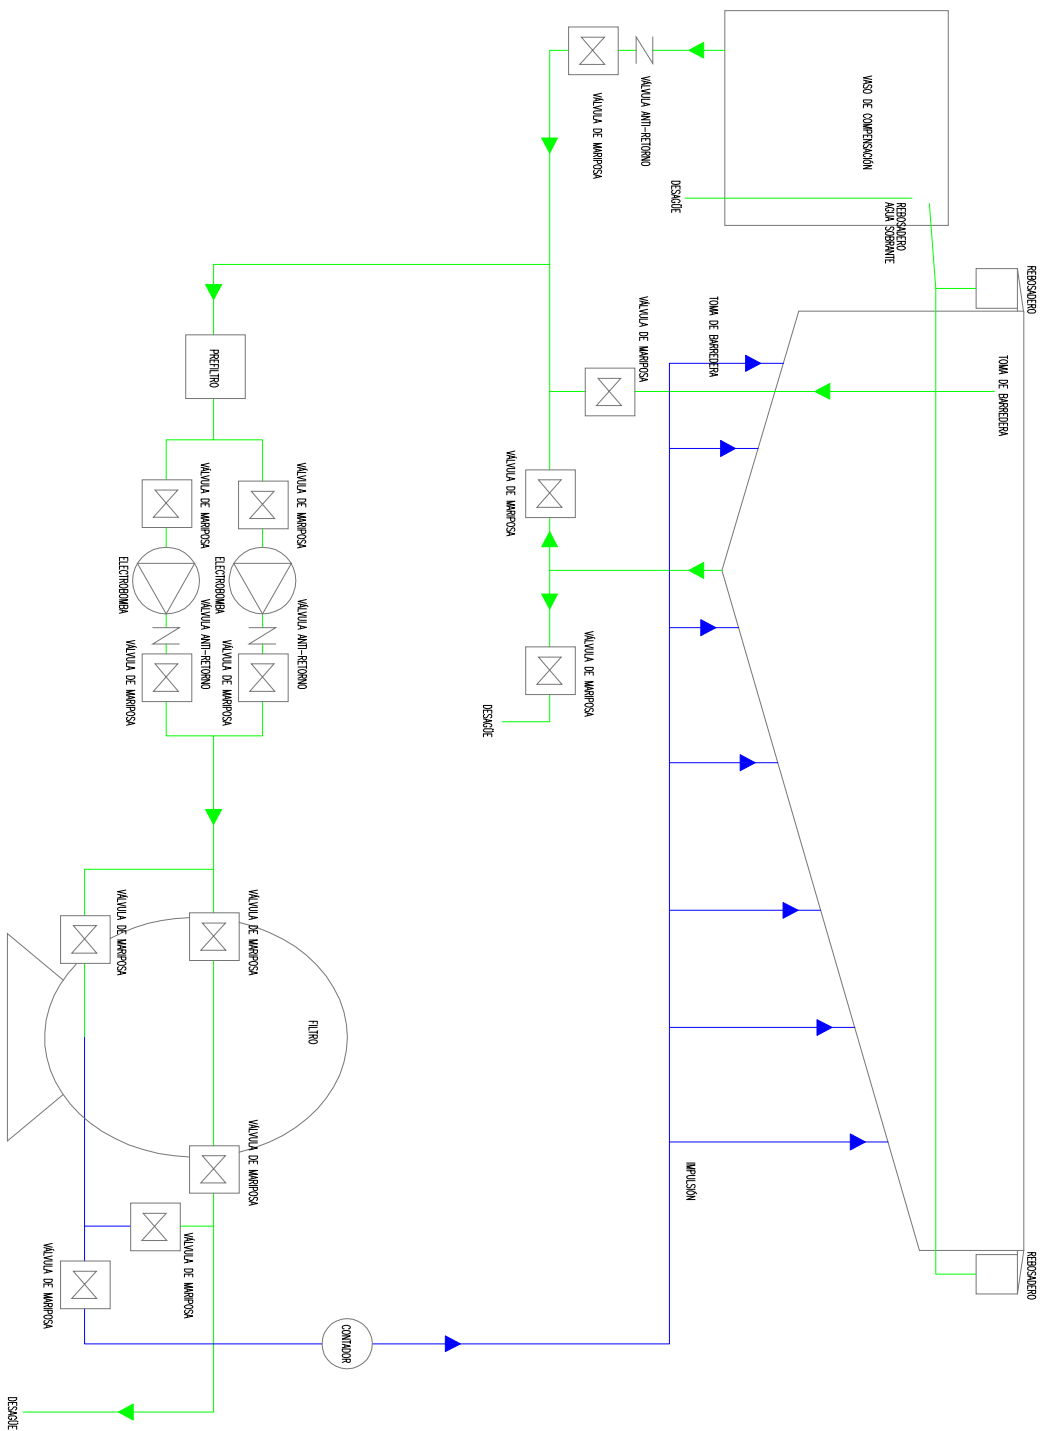 REBOSADERO
REBOSADERO
TOMA DE BARREDERA
REBOSADERO
AGUA SOBRANTE
VASO DE COMPENSACIÓN
TOMA DE BARREDERA
IMPULSIÓN
DESAGÜE
VÁLVULA ANTI-RETORNO
VÁLVULA DE MARIPOSA
VÁLVULA DE MARIPOSA
VÁLVULA DE MARIPOSA
VÁLVULA DE MARIPOSA
DESAGÜE
CONTADOR
FILTRO
VÁLVULA DE MARIPOSA
VÁLVULA ANTI-RETORNO
VÁLVULA DE MARIPOSA
VÁLVULA DE MARIPOSA
VÁLVULA DE MARIPOSA
ELECTROBOMBA
PREFILTRO
VÁLVULA DE MARIPOSA
VÁLVULA ANTI-RETORNO
VÁLVULA DE MARIPOSA
VÁLVULA DE MARIPOSA
ELECTROBOMBA
VÁLVULA DE MARIPOSA
VÁLVULA DE MARIPOSA
DESAGÜE